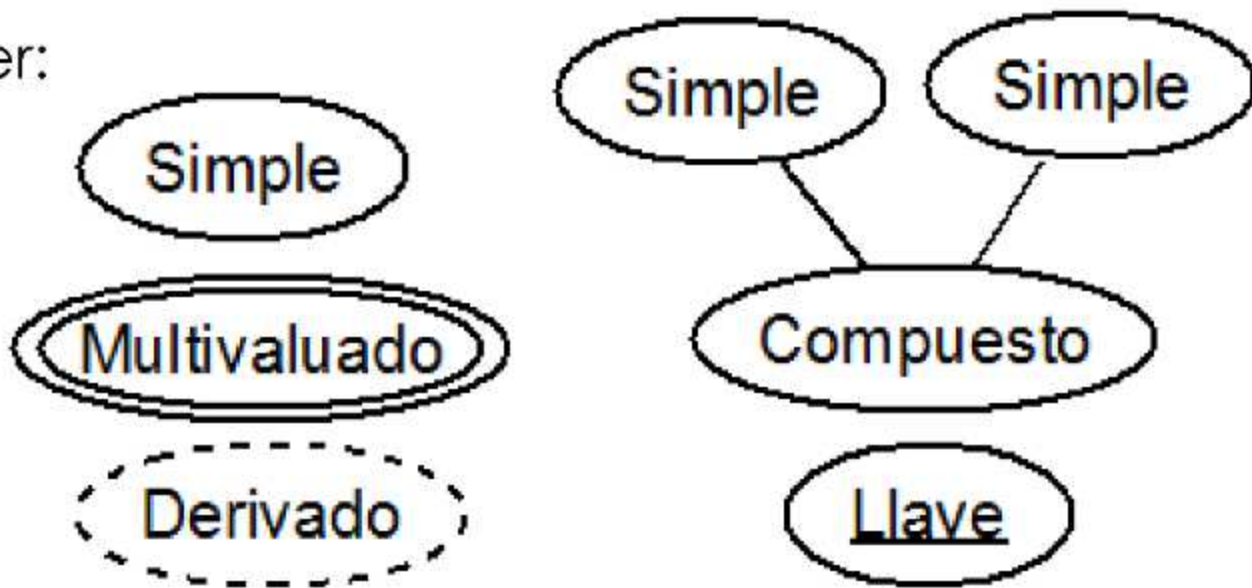 er:
Simple
Multivaluado
Derivado
Simple
Simple
Compuesto
Llave